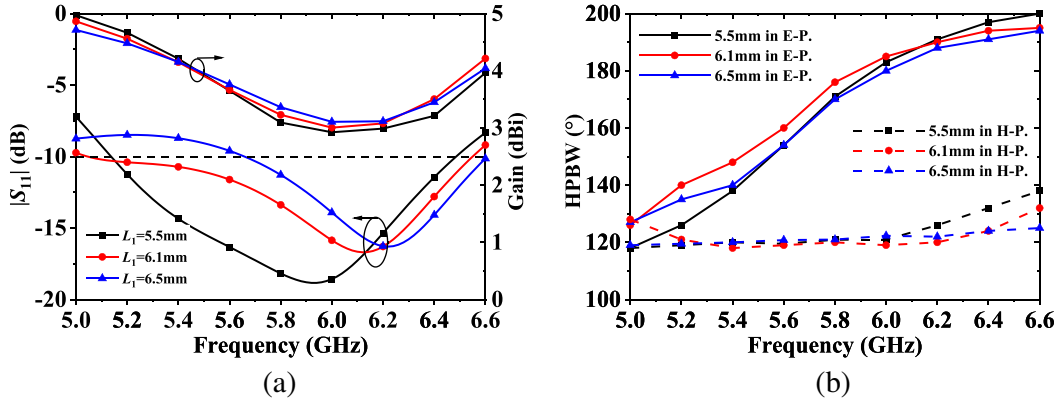 0
-5
-10
-15
-20
|S₁₁| (dB)
5
4
3
2
1
0
Gain (dBi)
L₁=5.5mm
L₁=6.1mm
L₁=6.5mm
5.0 5.2 5.4 5.6 5.8 6.0 6.2 6.4 6.6
Frequency (GHz)
(a)
200
180
160
140
120
100
HPBW (°)
5.5mm in E-P.
6.1mm in E-P.
6.5mm in E-P.
5.5mm in H-P.
6.1mm in H-P.
6.5mm in H-P.
5.0 5.2 5.4 5.6 5.8 6.0 6.2 6.4 6.6
Frequency (GHz)
(b)